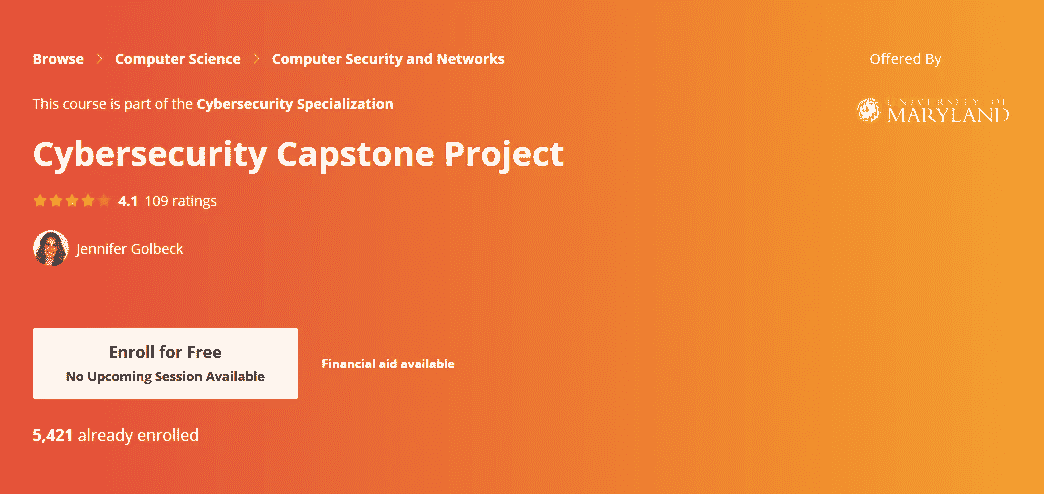 Browse > Computer Science > Computer Security and Networks
Offered By
This course is part of the Cybersecurity Specialization
UNIVERSITY OF
MARYLAND
Cybersecurity Capstone Project
4.1 109 ratings
Jennifer Golbeck
Enroll for Free
No Upcoming Session Available
Financial aid available
5,421 already enrolled